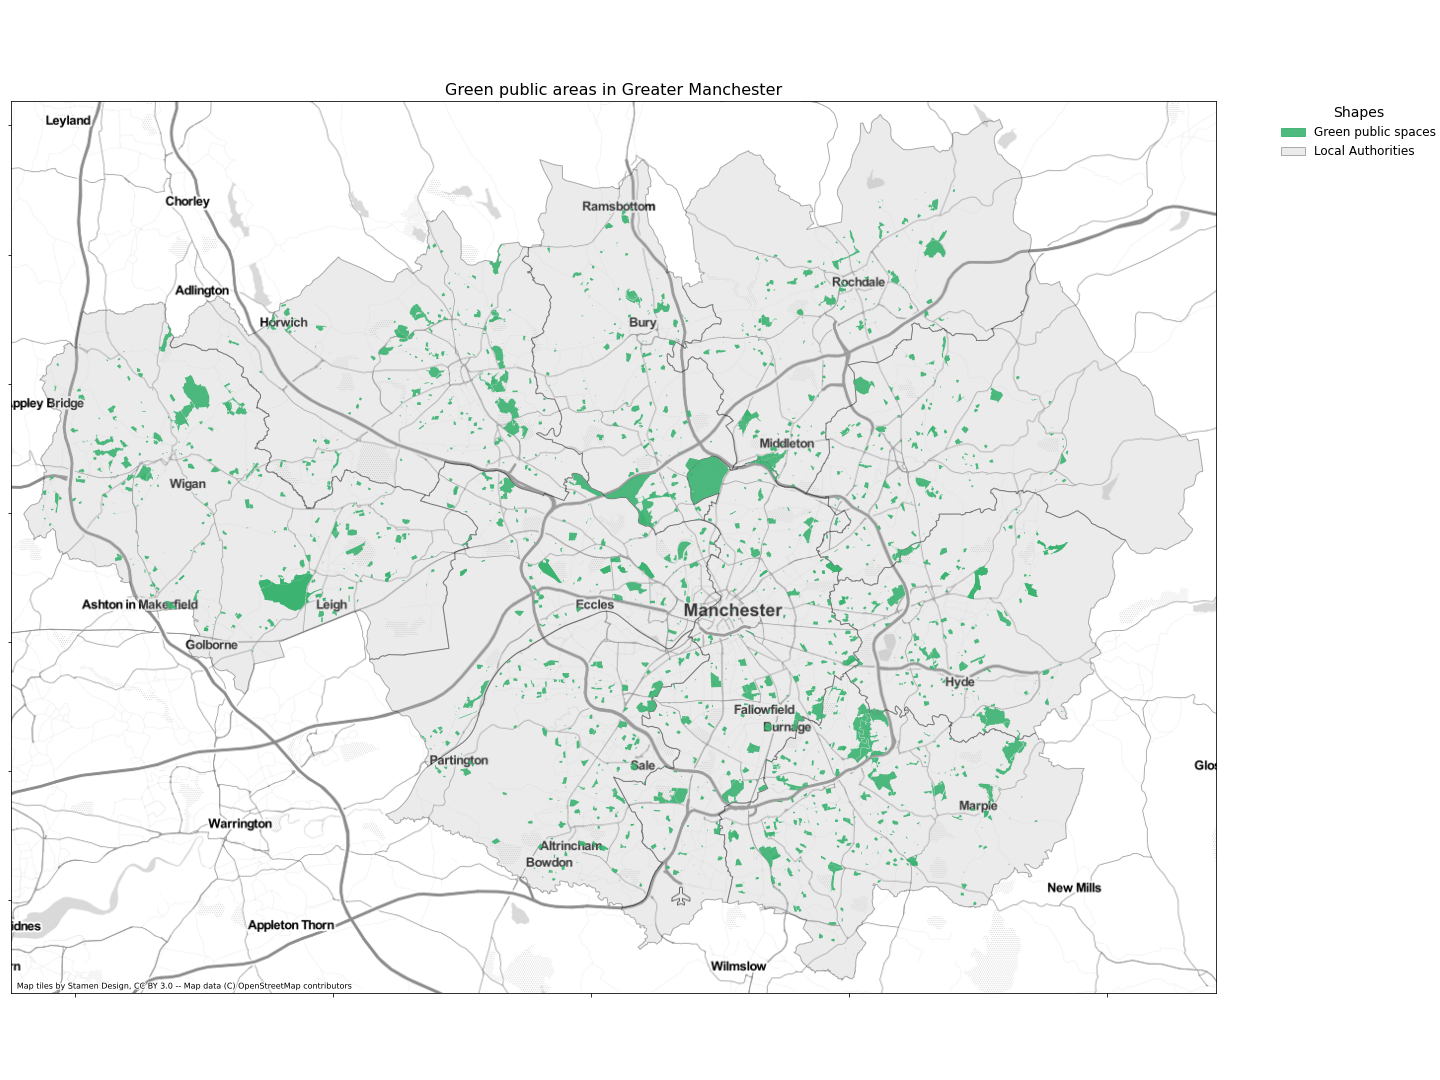 Green public areas in Greater Manchester
Shapes
Green public spaces
Local Authorities
Leyland
Chorley
Ramsbottom
Rochdale
Adlington
Horwich
Bury
ppley Bridge
Middleton
Wigan
Ashton in Makerfield
Leigh
Eccles
Manchester
Golborne
Hyde
Fallowfield
Burnage
Partington
Sale
Glos
Marple
Warrington
Altrincham
Bowdon
New Mills
idnes
Appleton Thorn
rn
Wilmslow
Map tiles by Stamen Design, CC BY 3.0 -- Map data (C) OpenStreetMap contributors